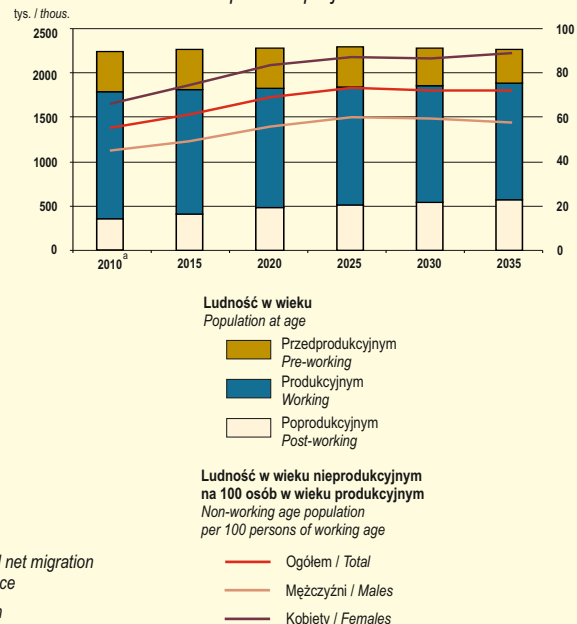 tys. / thous.
2500
2000
1500
1000
500
0
100
80
60
40
20
0
2010 a
2015
2020
2025
2030
2035
Ludność w wieku
Population at age
Przedprodukcyjnym
Pre-working
Produkcyjnym
Working
Poprodukcyjnym
Post-working
Ludność w wieku nieprodukcyjnym
na 100 osób w wieku produkcyjnym
Non-working age population
per 100 persons of working age
net migration
Ogółem / Total
Mężczyźni / Males
Kobiety / Females